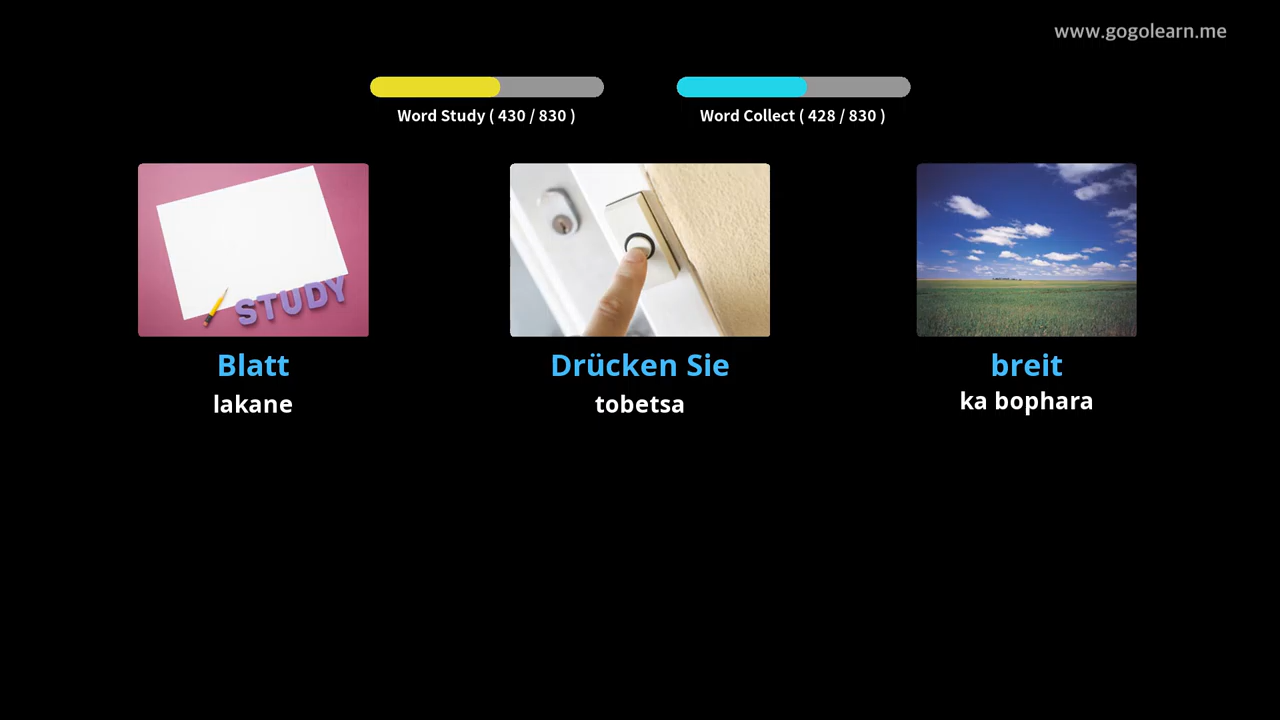 www.gogolearn.me
Word Study ( 430 / 830 )
Word Collect ( 428 / 830 )
STUDY
Blatt
Drücken Sie
breit
lakane
tobetsa
ka bophara